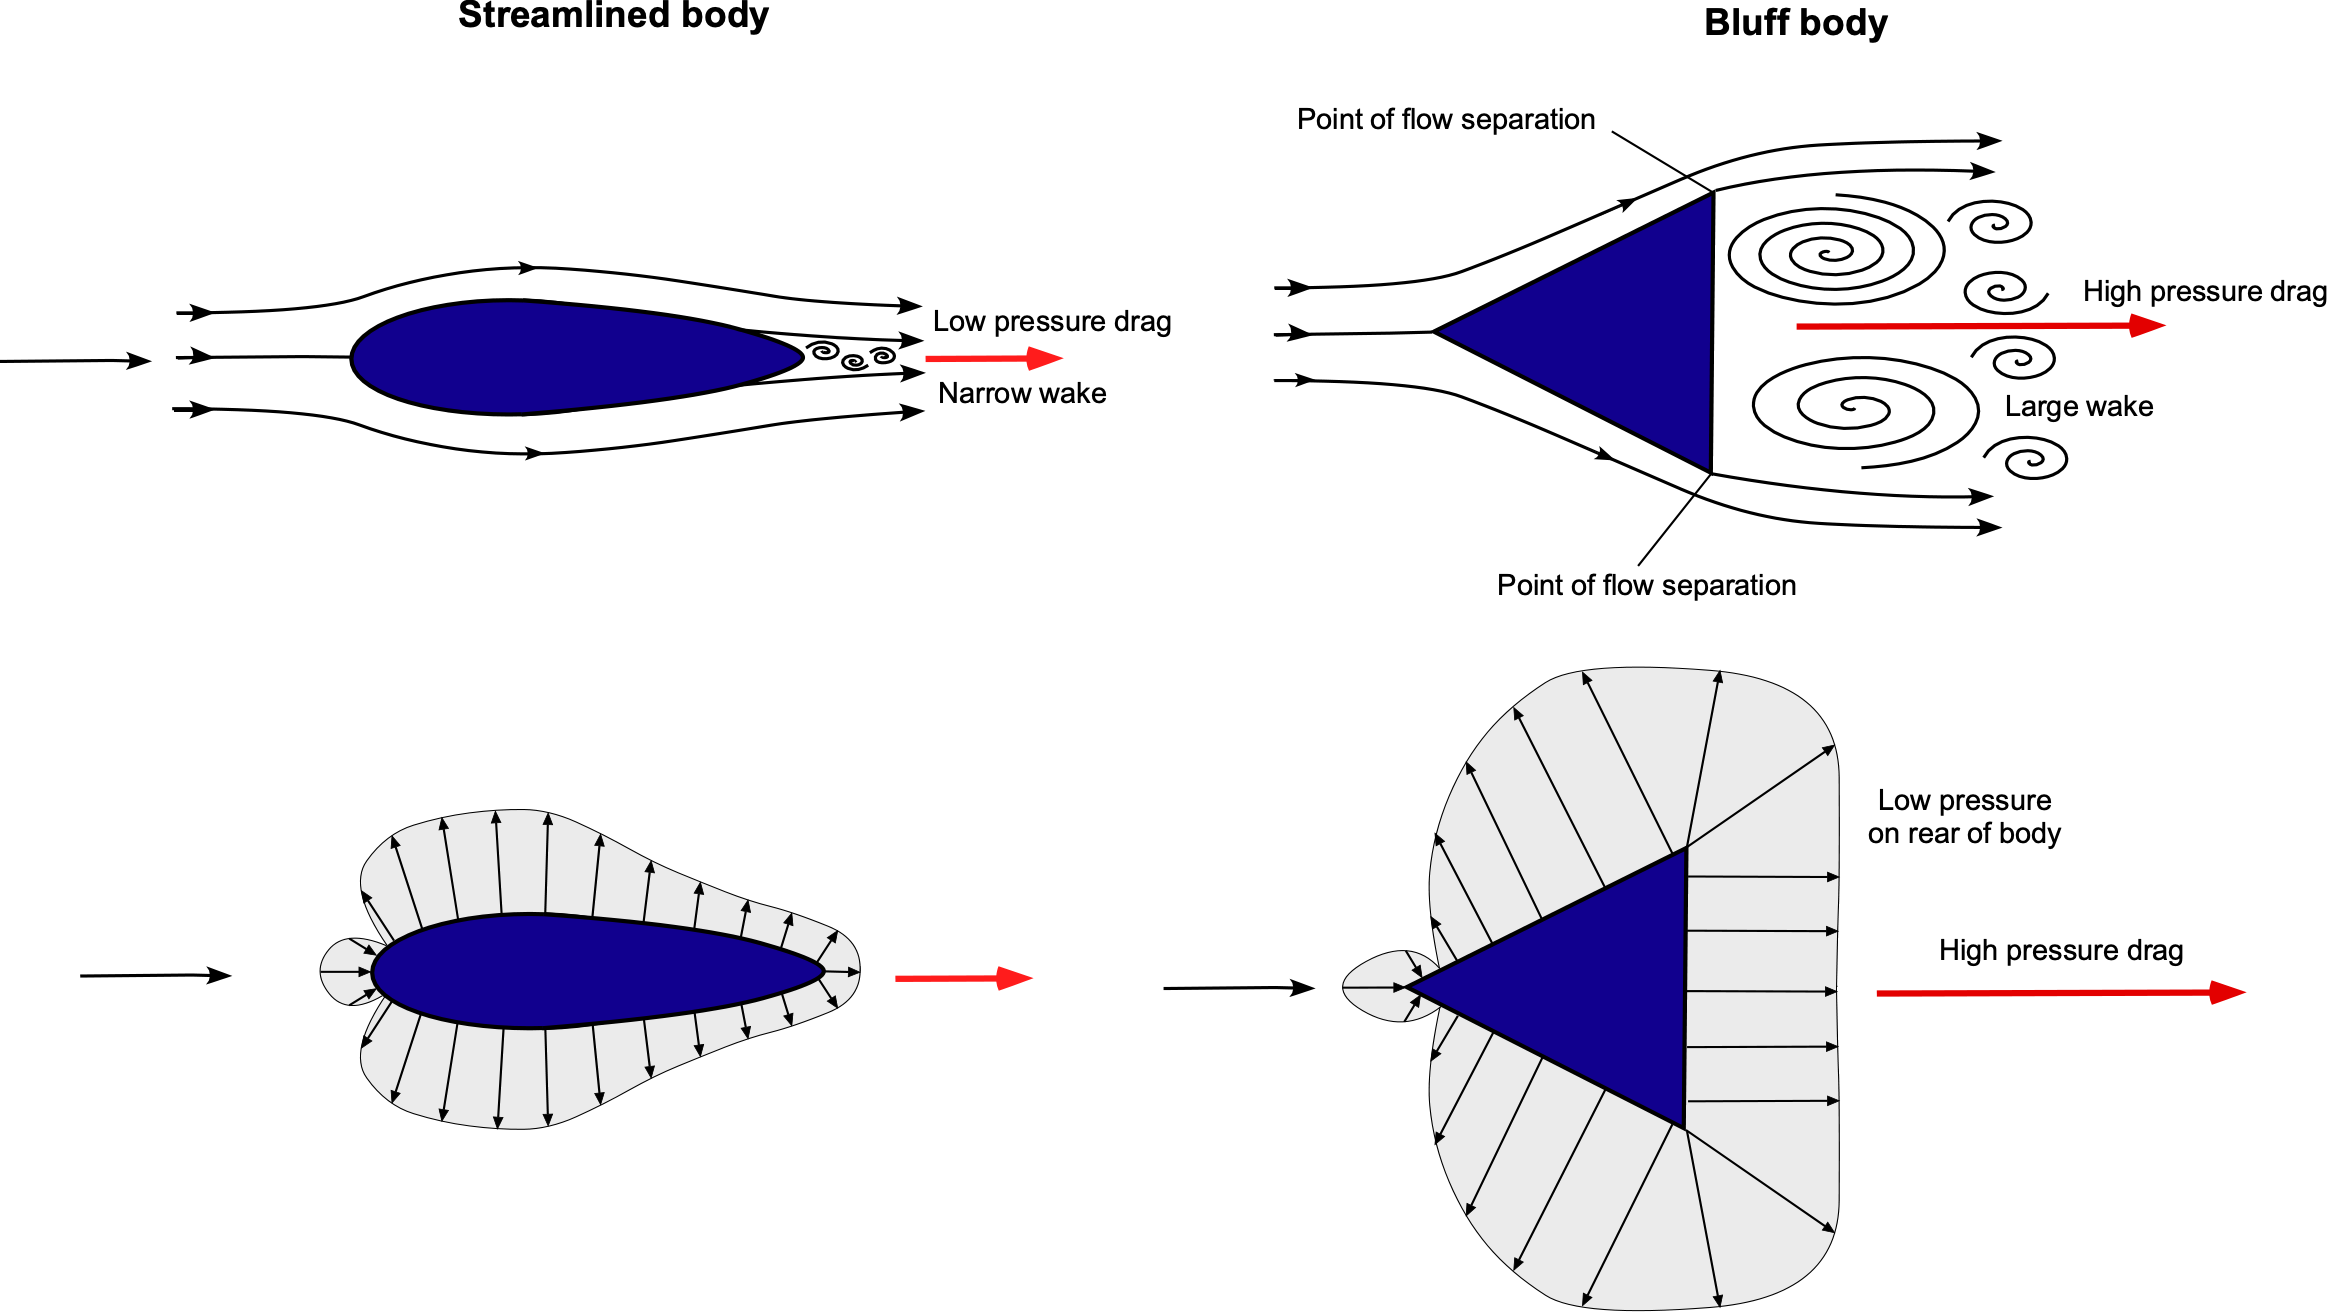 Streamlined body
Bluff body
Point of flow separation
Low pressure drag
Narrow wake
High pressure drag
Large wake
Point of flow separation
Low pressure
on rear of body
High pressure drag